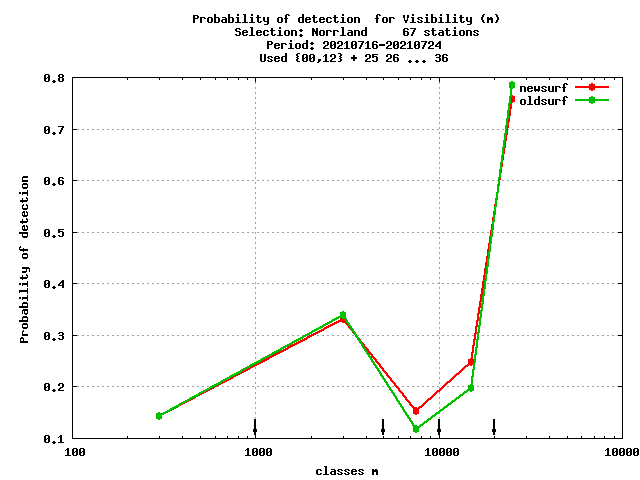 Probability of detection for Visibility (m)
Selection: Norrland 67 stations
Period: 20210716-20210724
Used {00,12} + 25 26 ... 36
newsurf
oldsurf
0.8
0.7
0.6
0.5
0.4
0.3
0.2
0.1
Probability of detection
100 1000 10000 10000
classes m